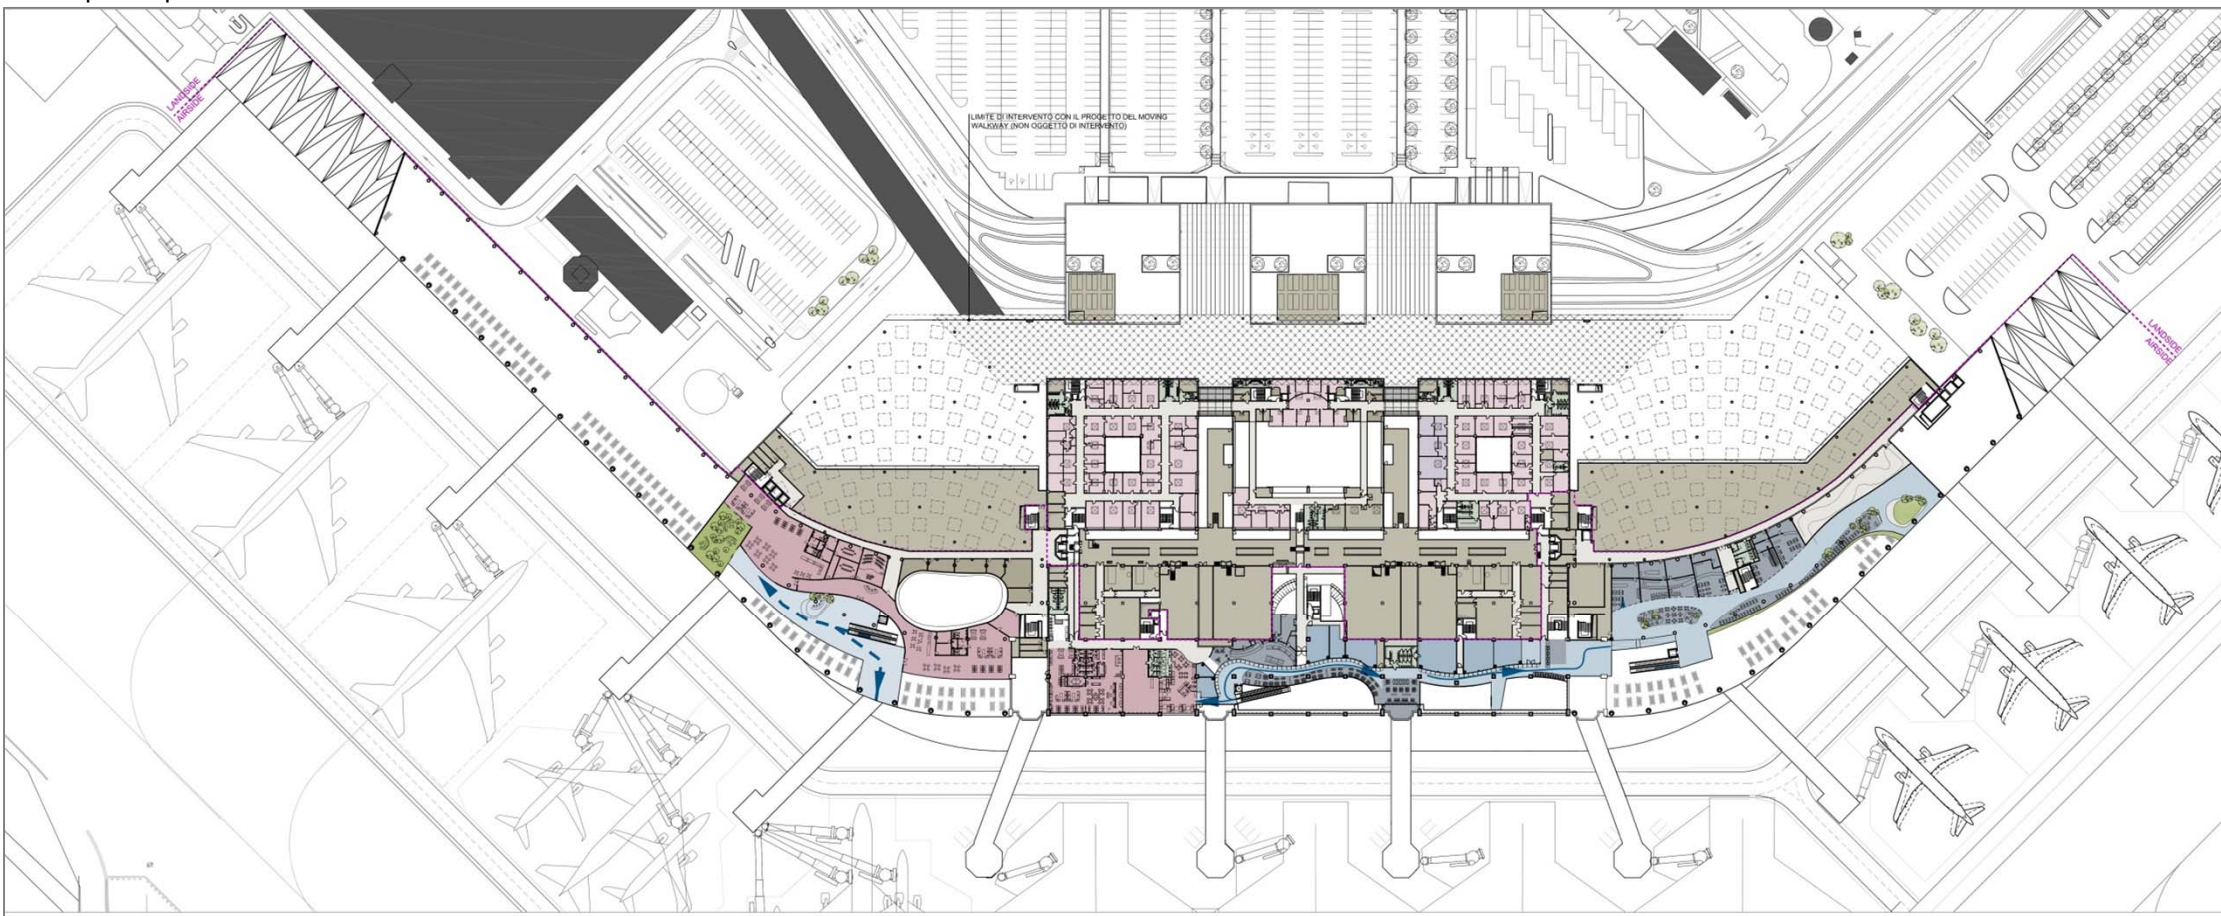 LANDSIDE
AIRSIDE
LIMITE DI INTERVENTO CON IL PROGETTO DEL MOVING
WALKWAY (NON OGGETTO DI INTERVENTO)
LANDSIDE
AIRSIDE